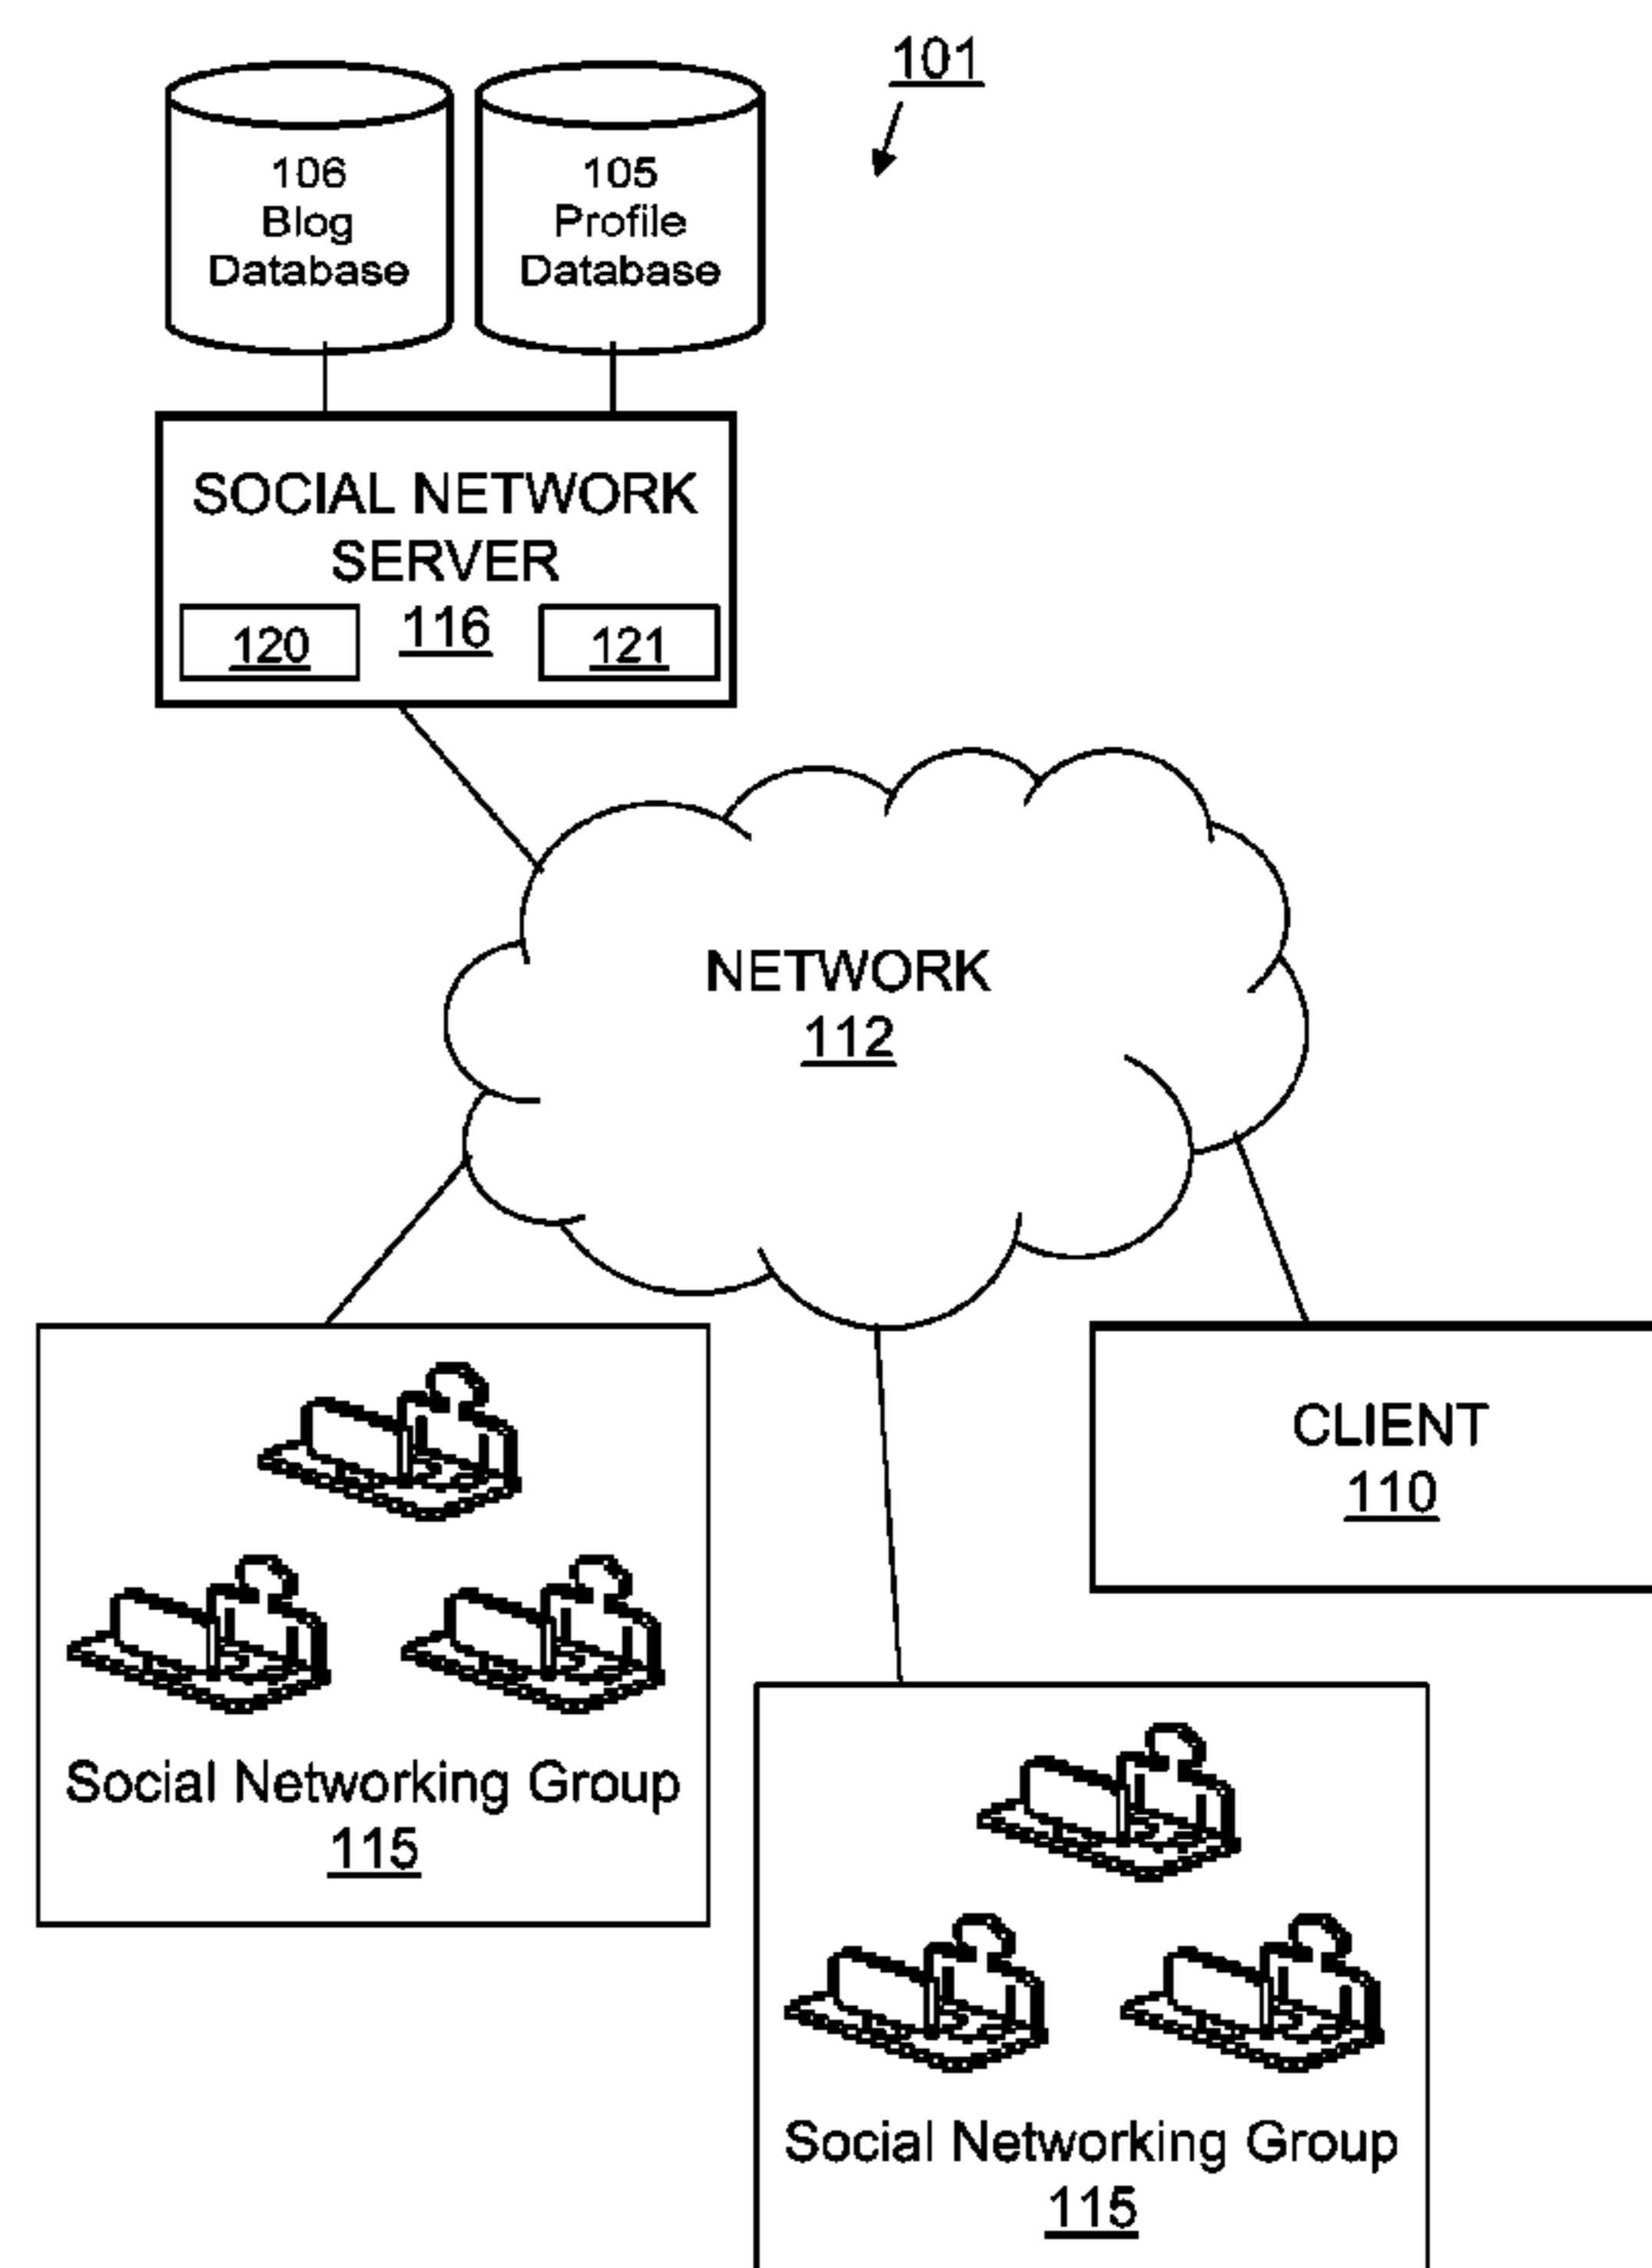 101
106
Blog
Database
105
Profile
Database
SOCIAL NETWORK
SERVER
116
120
121
NETWORK
112
CLIENT
110
Social Networking Group
115
Social Networking Group
115